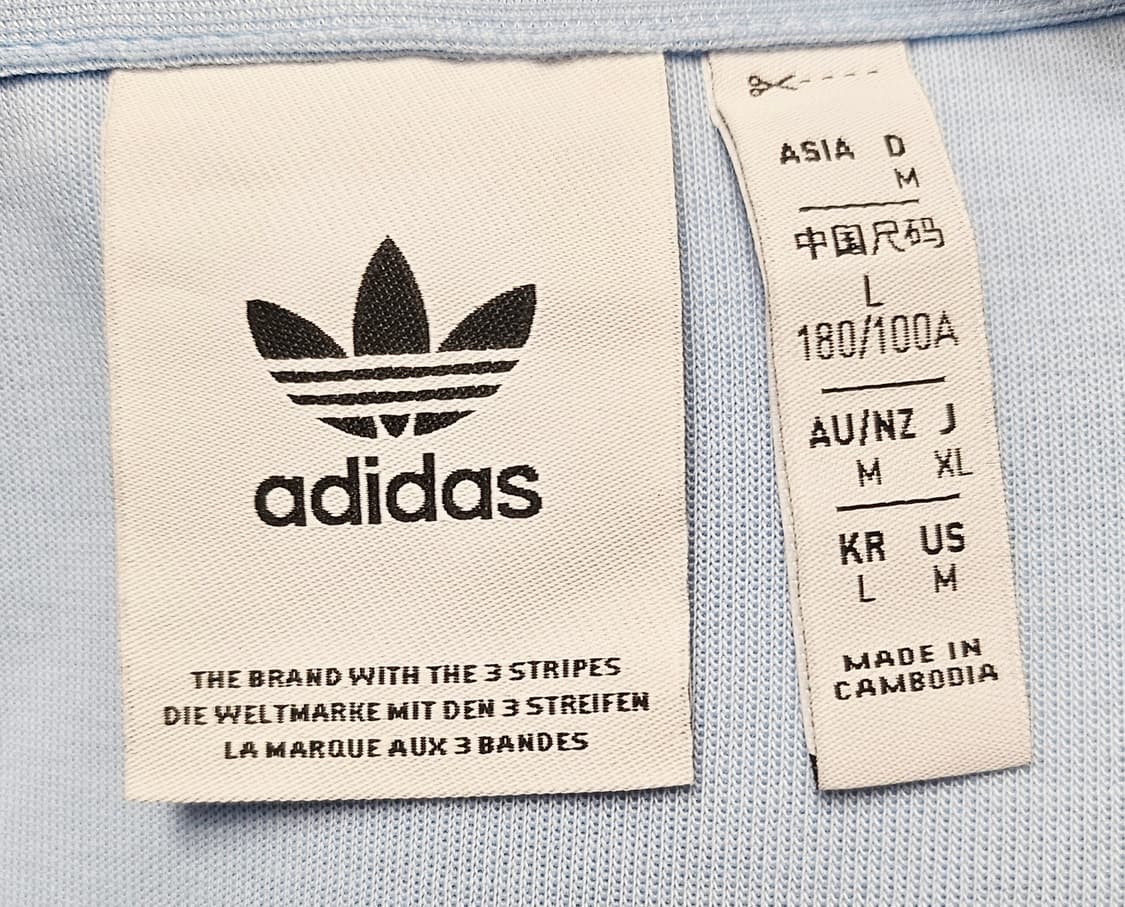 adidas
THE BRAND WITH THE 3 STRIPES
DIE WELTMARKE MIT DEN 3 STREIFEN
LA MARQUE AUX 3 BANDES
ASIA D
M
中国尺码
L
180/100A
AU/NZ J
M XL
KR US
L M
MADE IN
CAMBODIA